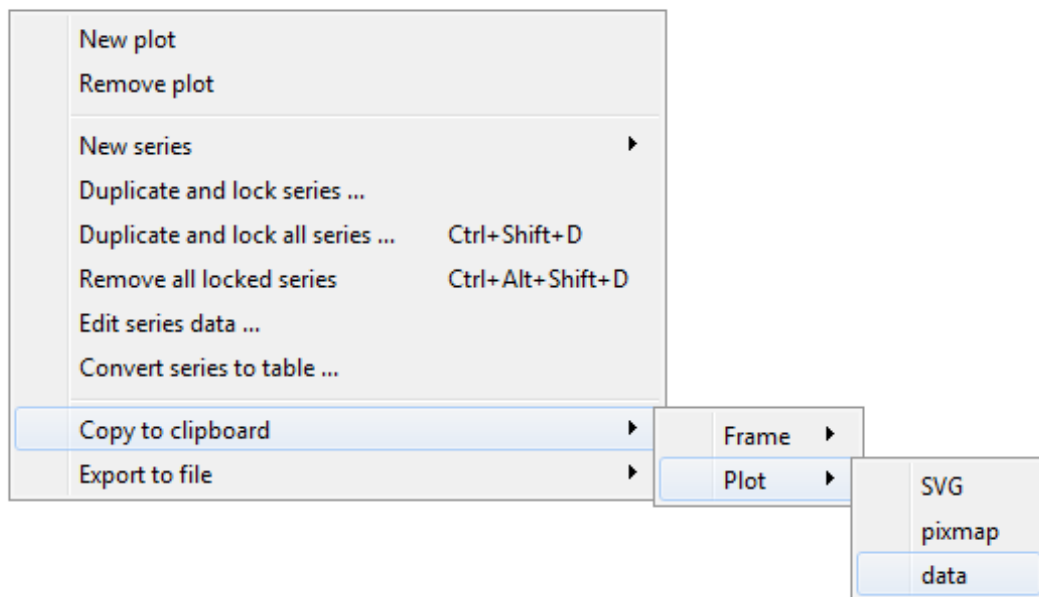 New plot
Remove plot
New series
Duplicate and lock series ...
Duplicate and lock all series ... Ctrl+Shift+D
Remove all locked series Ctrl+Alt+Shift+D
Edit series data ...
Convert series to table ...
Copy to clipboard
Export to file
Frame
Plot
SVG
pixmap
data